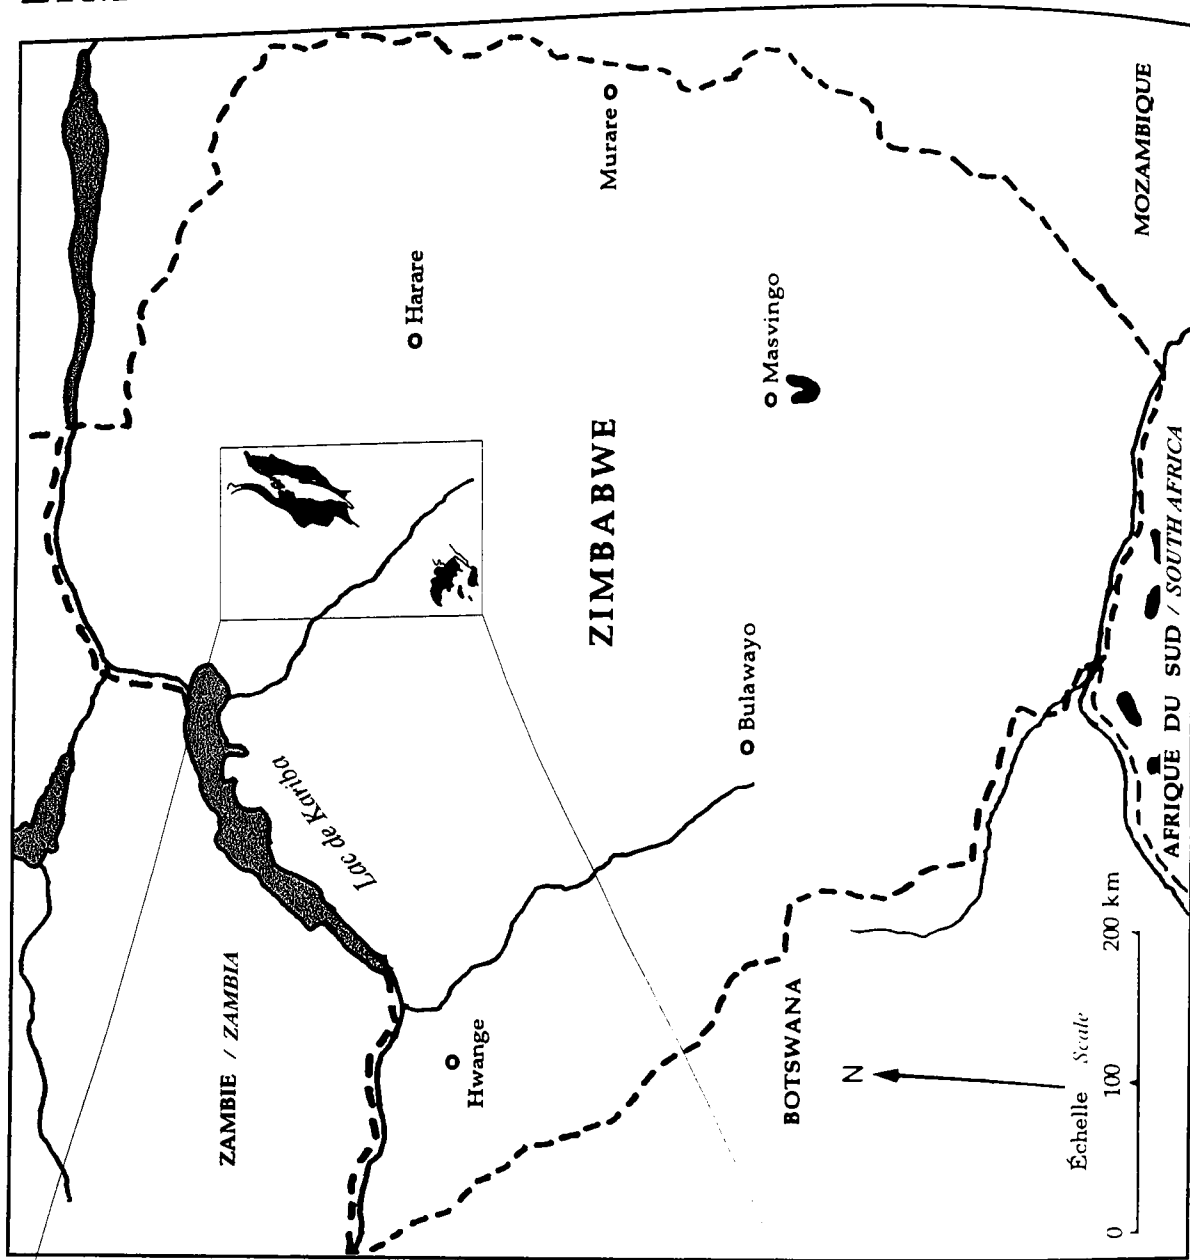 MOZAMBIQUE
Murare
Harare
Masvingo
ZIMBABWE
Bulawayo
Lac de Kariba
AFRIQUE DU SUD / SOUTH AFRICA
ZAMBIE / ZAMBIA
Hwange
BOTSWANA
N
Échelle Scale
0 100 200 km